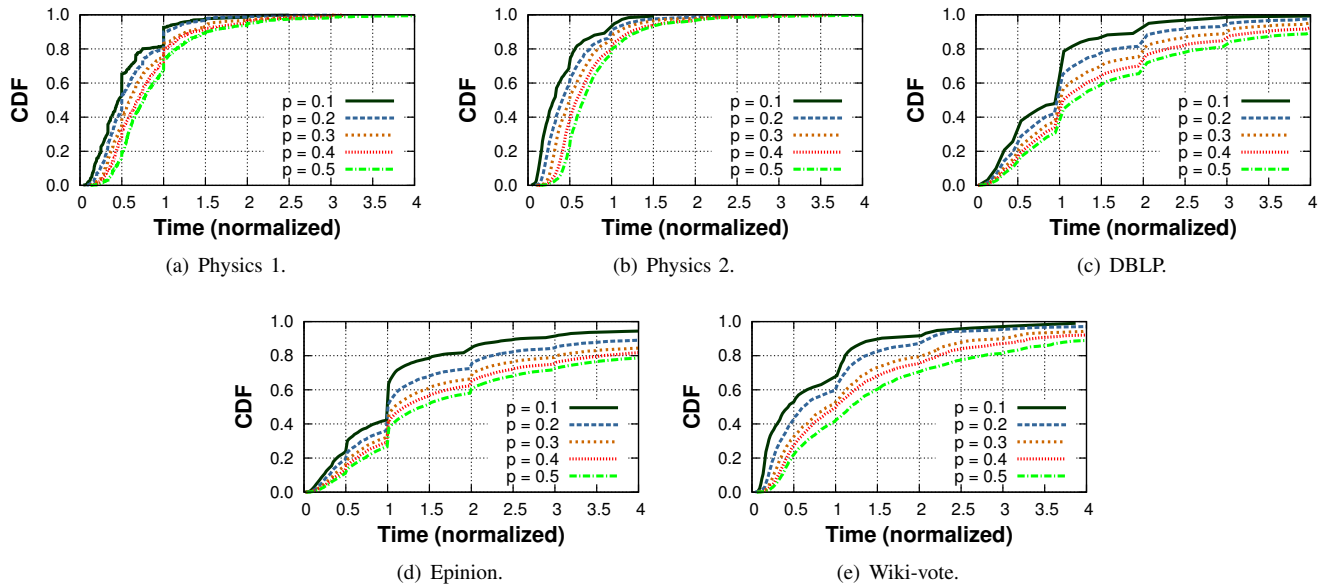 1.0
0.8
0.6
0.4
0.2
0.0
CDF
0 0.5 1 1.5 2 2.5 3 3.5 4
Time (normalized)
p = 0.1
p = 0.2
p = 0.3
p = 0.4
p = 0.5
(a) Physics 1.
1.0
0.8
0.6
0.4
0.2
0.0
CDF
0 0.5 1 1.5 2 2.5 3 3.5 4
Time (normalized)
p = 0.1
p = 0.2
p = 0.3
p = 0.4
p = 0.5
(b) Physics 2.
1.0
0.8
0.6
0.4
0.2
0.0
CDF
0 0.5 1 1.5 2 2.5 3 3.5 4
Time (normalized)
p = 0.1
p = 0.2
p = 0.3
p = 0.4
p = 0.5
(c) DBLP.
1.0
0.8
0.6
0.4
0.2
0.0
CDF
0 0.5 1 1.5 2 2.5 3 3.5 4
Time (normalized)
p = 0.1
p = 0.2
p = 0.3
p = 0.4
p = 0.5
(d) Epinion.
1.0
0.8
0.6
0.4
0.2
0.0
CDF
0 0.5 1 1.5 2 2.5 3 3.5 4
Time (normalized)
p = 0.1
p = 0.2
p = 0.3
p = 0.4
p = 0.5
(e) Wiki-vote.